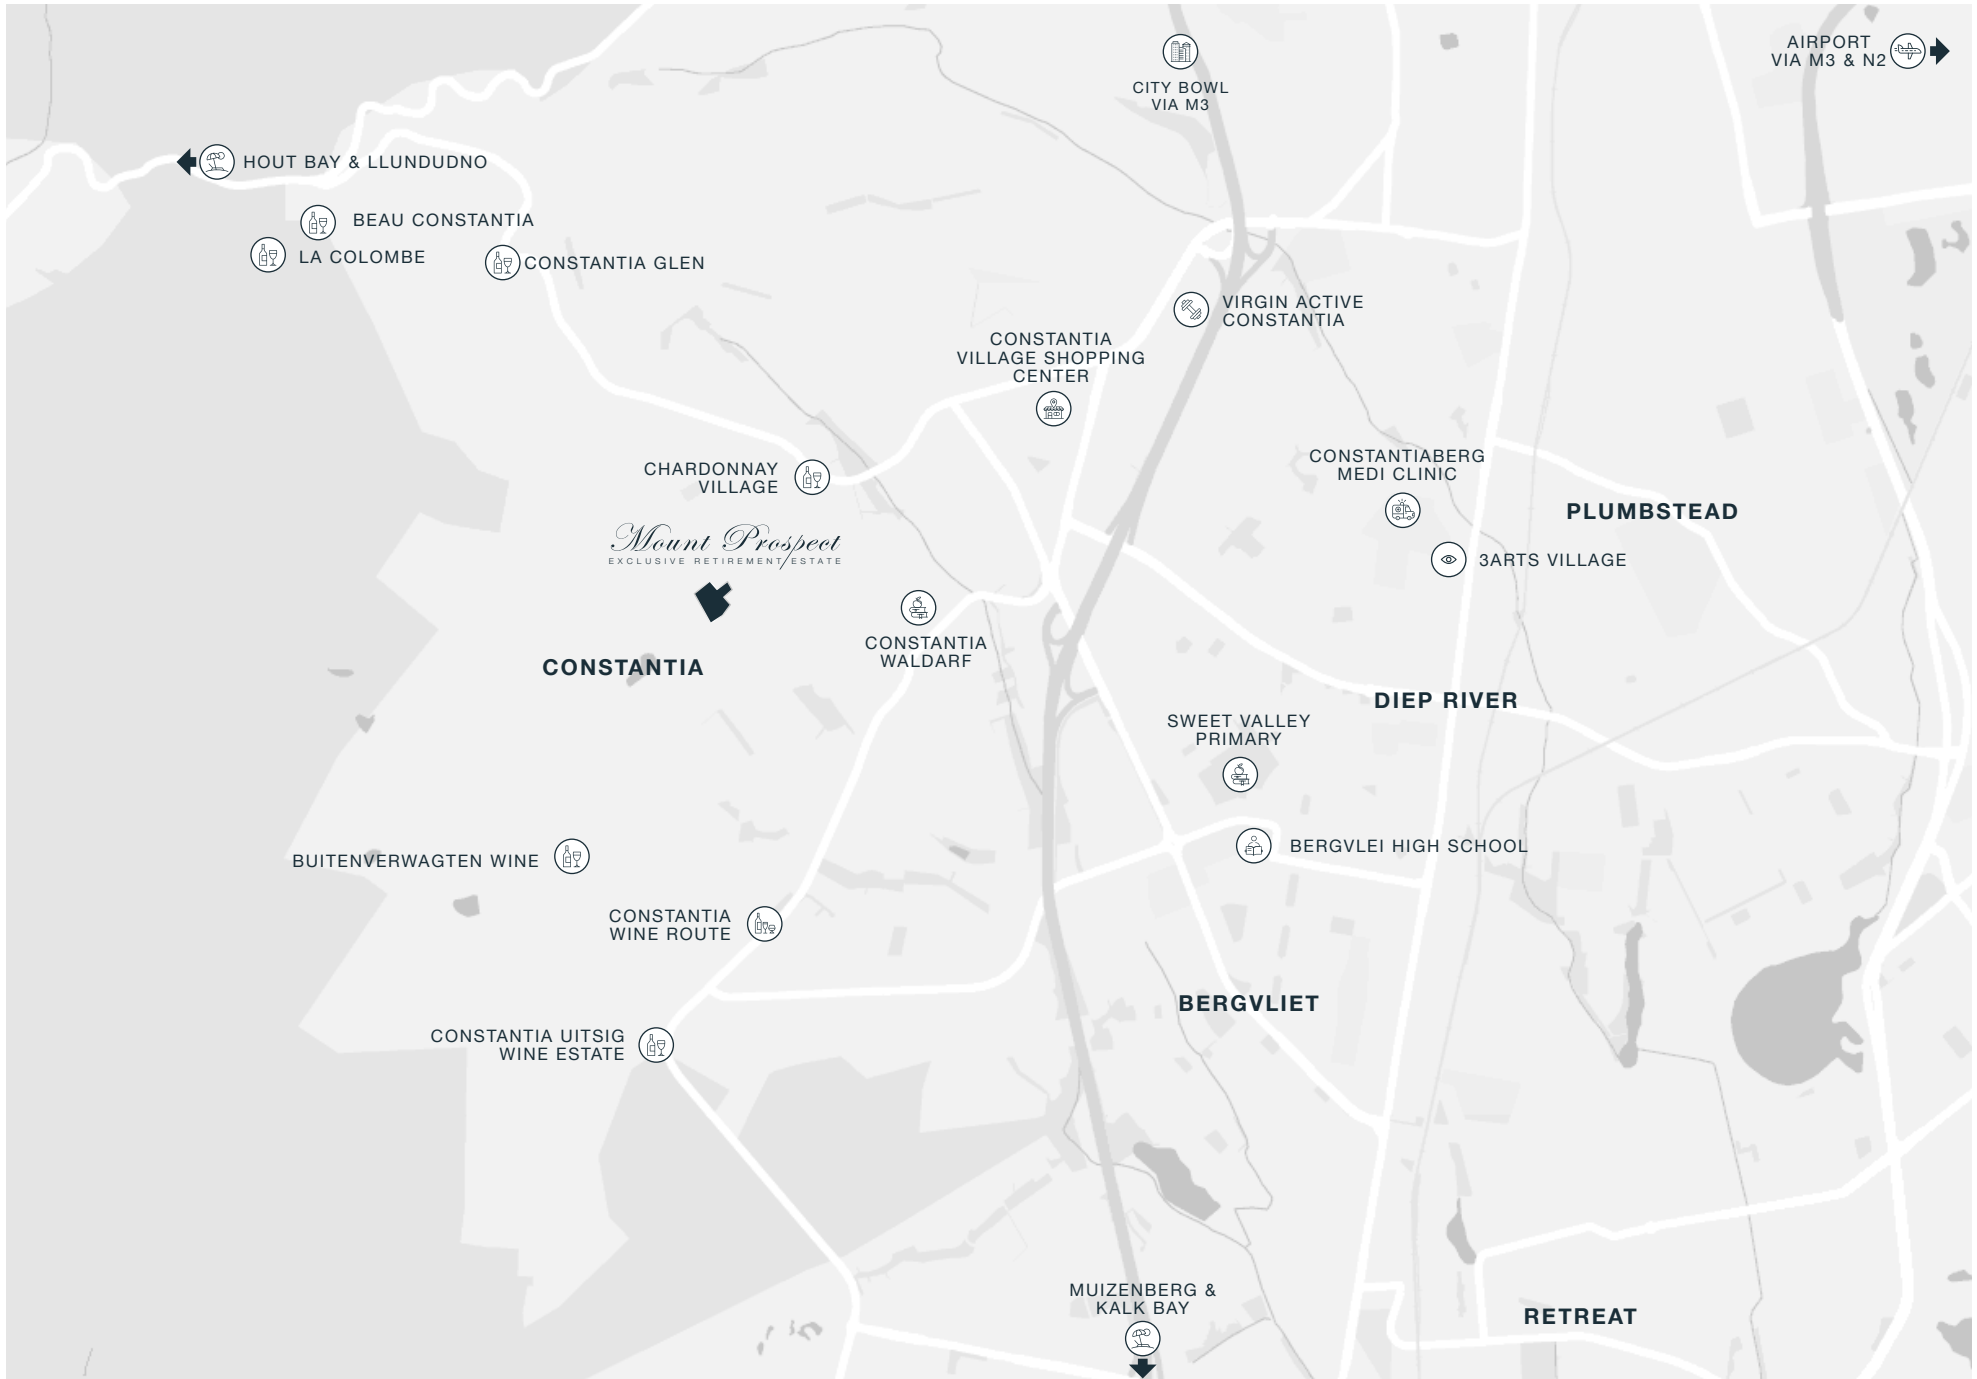 AIRPORT
VIA M3 & N2
CITY BOWL
VIA M3
HOUT BAY & LLUNDUDNO
BEAU CONSTANTIA
LA COLOMBE
CONSTANTIA GLEN
VIRGIN ACTIVE
CONSTANTIA
CONSTANTIA
VILLAGE SHOPPING
CENTER
CHARDONNAY
VILLAGE
CONSTANTIABERG
MEDI CLINIC
PLUMBSTEAD
Mount Prospect
EXCLUSIVE RETIREMENT ESTATE
3ARTS VILLAGE
CONSTANTIA
WALDARF
CONSTANTIA
DIEP RIVER
SWEET VALLEY
PRIMARY
BERGVLEI HIGH SCHOOL
BUITENVERWAGTEN WINE
CONSTANTIA
WINE ROUTE
BERGVLIET
CONSTANTIA UITSIG
WINE ESTATE
MUIZENBERG &
KALK BAY
RETREAT